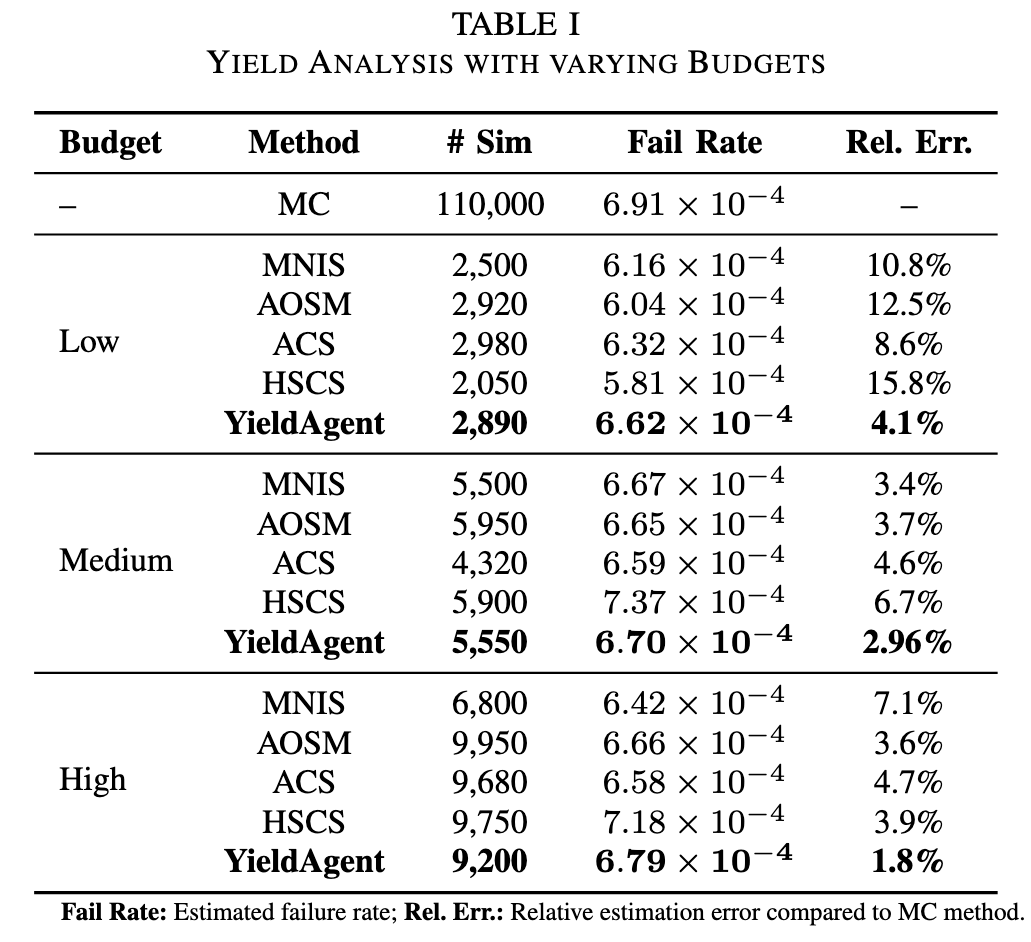 TABLE I
YIELD ANALYSIS WITH VARYING BUDGETS
Budget Method # Sim Fail Rate Rel. Err.
– MC 110,000 6.91 × 10−4 –
MNIS 2,500 6.16 × 10−4 10.8%
AOSM 2,920 6.04 × 10−4 12.5%
Low ACS 2,980 6.32 × 10−4 8.6%
HSCS 2,050 5.81 × 10−4 15.8%
YieldAgent 2,890 6.62 × 10−4 4.1%
MNIS 5,500 6.67 × 10−4 3.4%
AOSM 5,950 6.65 × 10−4 3.7%
Medium ACS 4,320 6.59 × 10−4 4.6%
HSCS 5,900 7.37 × 10−4 6.7%
YieldAgent 5,550 6.70 × 10−4 2.96%
MNIS 6,800 6.42 × 10−4 7.1%
AOSM 9,950 6.66 × 10−4 3.6%
High ACS 9,680 6.58 × 10−4 4.7%
HSCS 9,750 7.18 × 10−4 3.9%
YieldAgent 9,200 6.79 × 10−4 1.8%
Fail Rate: Estimated failure rate; Rel. Err.: Relative estimation error compared to MC method.